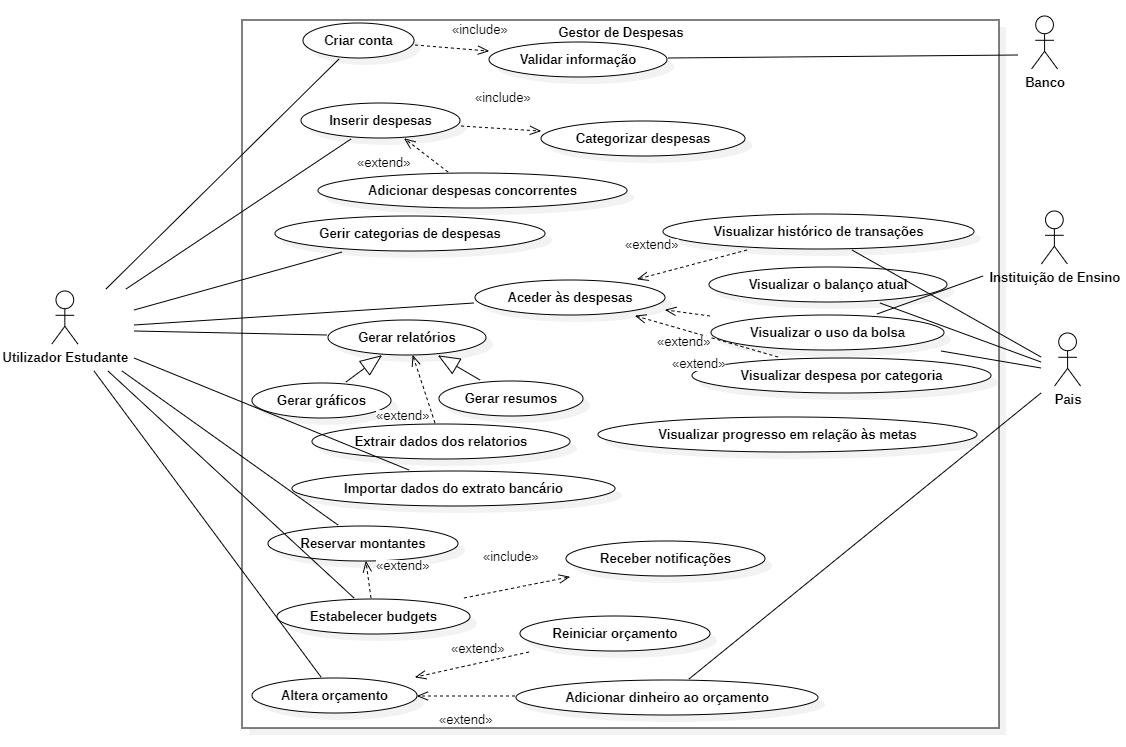 «include»
Gestor de Despesas
Criar conta
Validar informação
Banco
«include»
Inserir despesas
Categorizar despesas
«extend»
Adicionar despesas concorrentes
Gerir categorias de despesas
Visualizar histórico de transações
«extend»
Instituição de Ensino
Visualizar o balanço atual
Aceder às despesas
Visualizar o uso da bolsa
Gerar relatórios
«extend»
Utilizador Estudante
«extend»
Visualizar despesa por categoria
Pais
Gerar gráficos
Gerar resumos
«extend»
Extrair dados dos relatorios
Visualizar progresso em relação às metas
Importar dados do extrato bancário
Reservar montantes
«include»
Receber notificações
«extend»
Estabelecer budgets
Reiniciar orçamento
«extend»
Altera orçamento
Adicionar dinheiro ao orçamento
«extend»